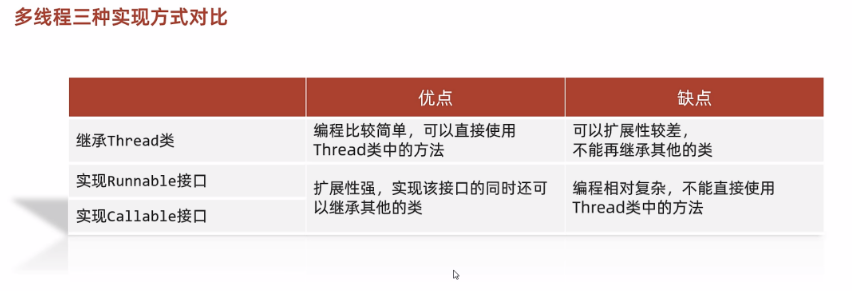 多线程三种实现方式对比
优点
缺点
继承Thread类
编程比较简单，可以直接使用
Thread类中的方法
可以扩展性较差，
不能再继承其他的类
实现Runnable接口
实现Callable接口
扩展性强，实现该接口的同时还可
以继承其他的类
编程相对复杂，不能直接使用
Thread类中的方法